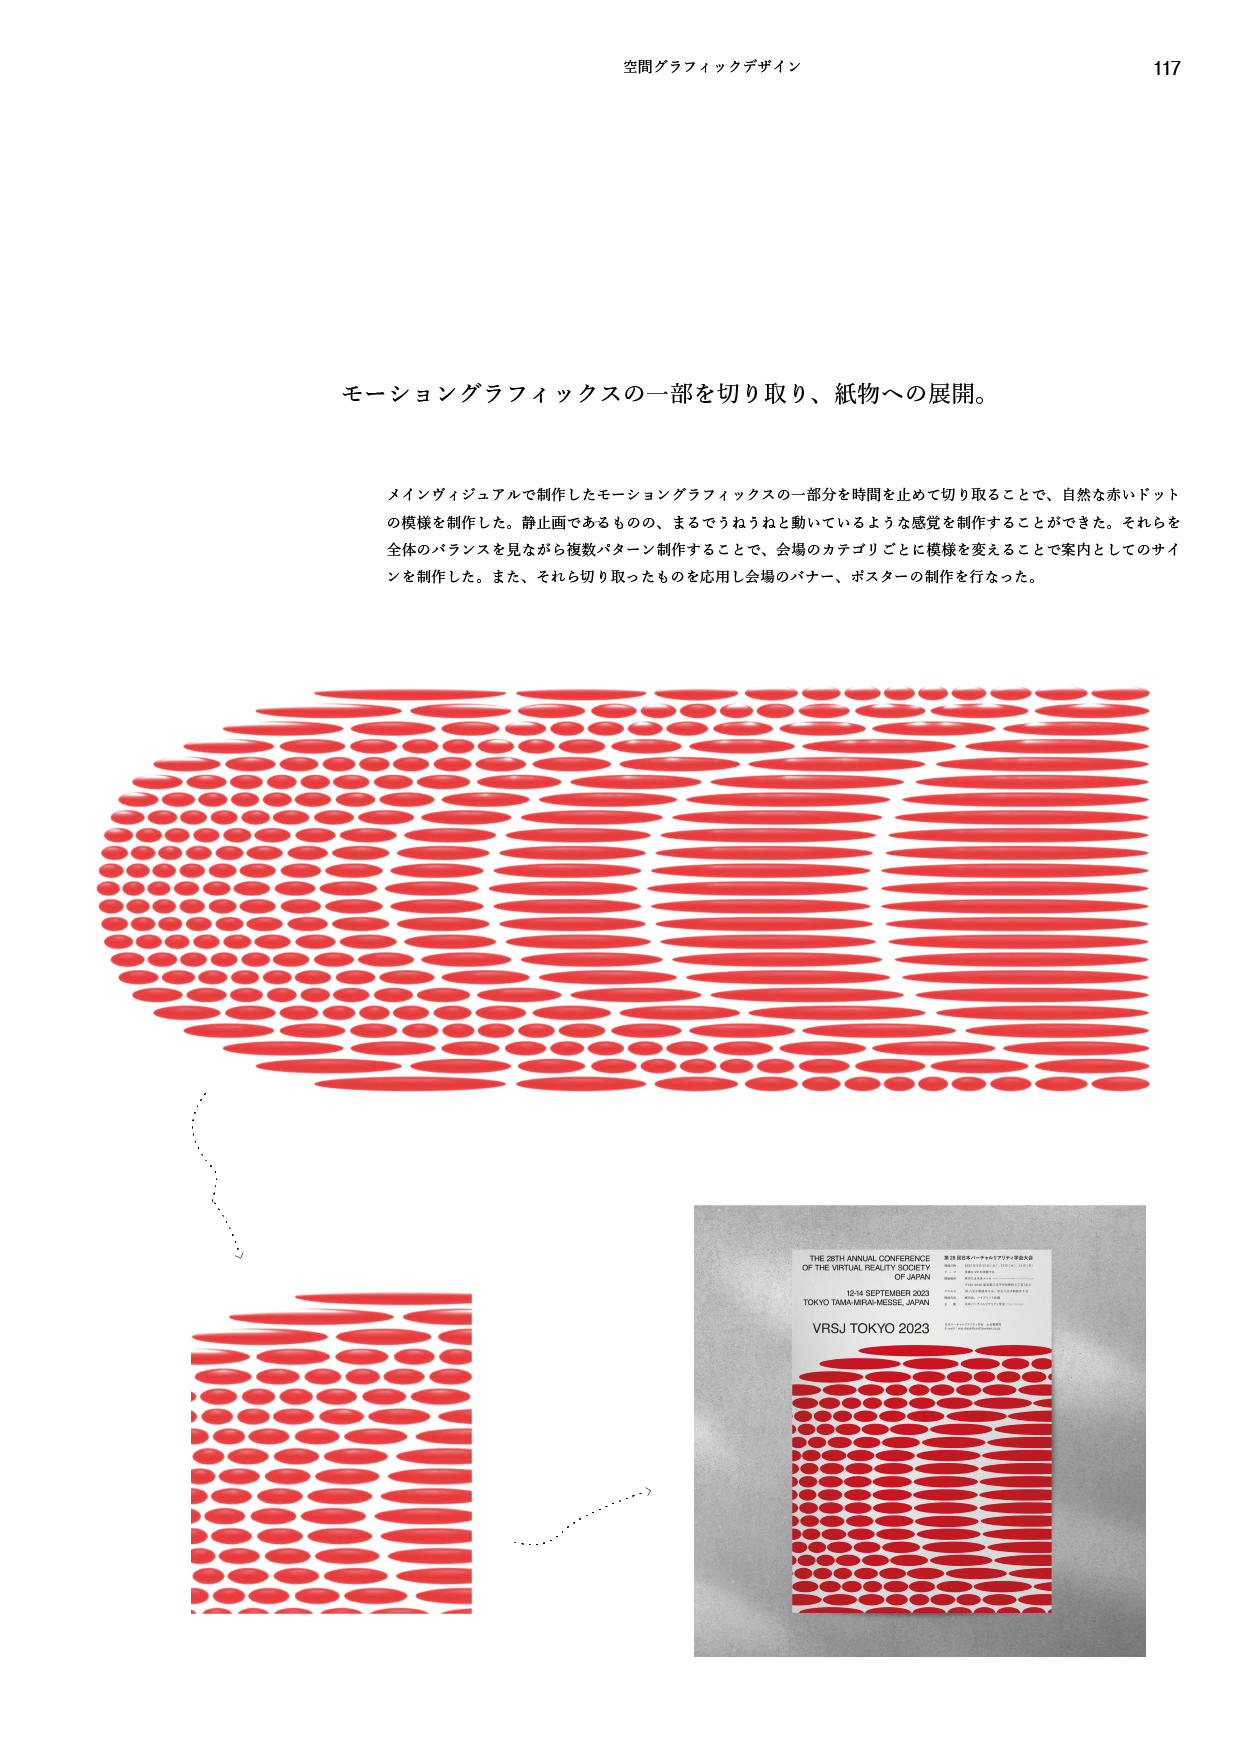 空間グラフィックデザイン
117
モーショングラフィックスの一部を切り取り、紙物への展開。
メインヴィジュアルで制作したモーショングラフィックスの一部分を時間を止めて切り取ることで、自然な赤いドット
の模様を制作した。静止画であるものの、まるでうねうねと動いているような感覚を制作することができた。それらを
全体のバランスを見ながら複数パターン制作することで、会場のカテゴリごとに模様を変えることで案内としてのサイ
ンを制作した。また、それら切り取ったものを応用し会場のバナー、ポスターの制作を行なった。
THE 28TH ANNUAL CONFERENCE
OF THE VIRTUAL REALITY SOCIETY
OF JAPAN
12-14 SEPTEMBER 2023
TOKYO TAMA-MIRAI-MESSE, JAPAN
VRSJ TOKYO 2023
第28回日本バーチャルリアリティ学会大会